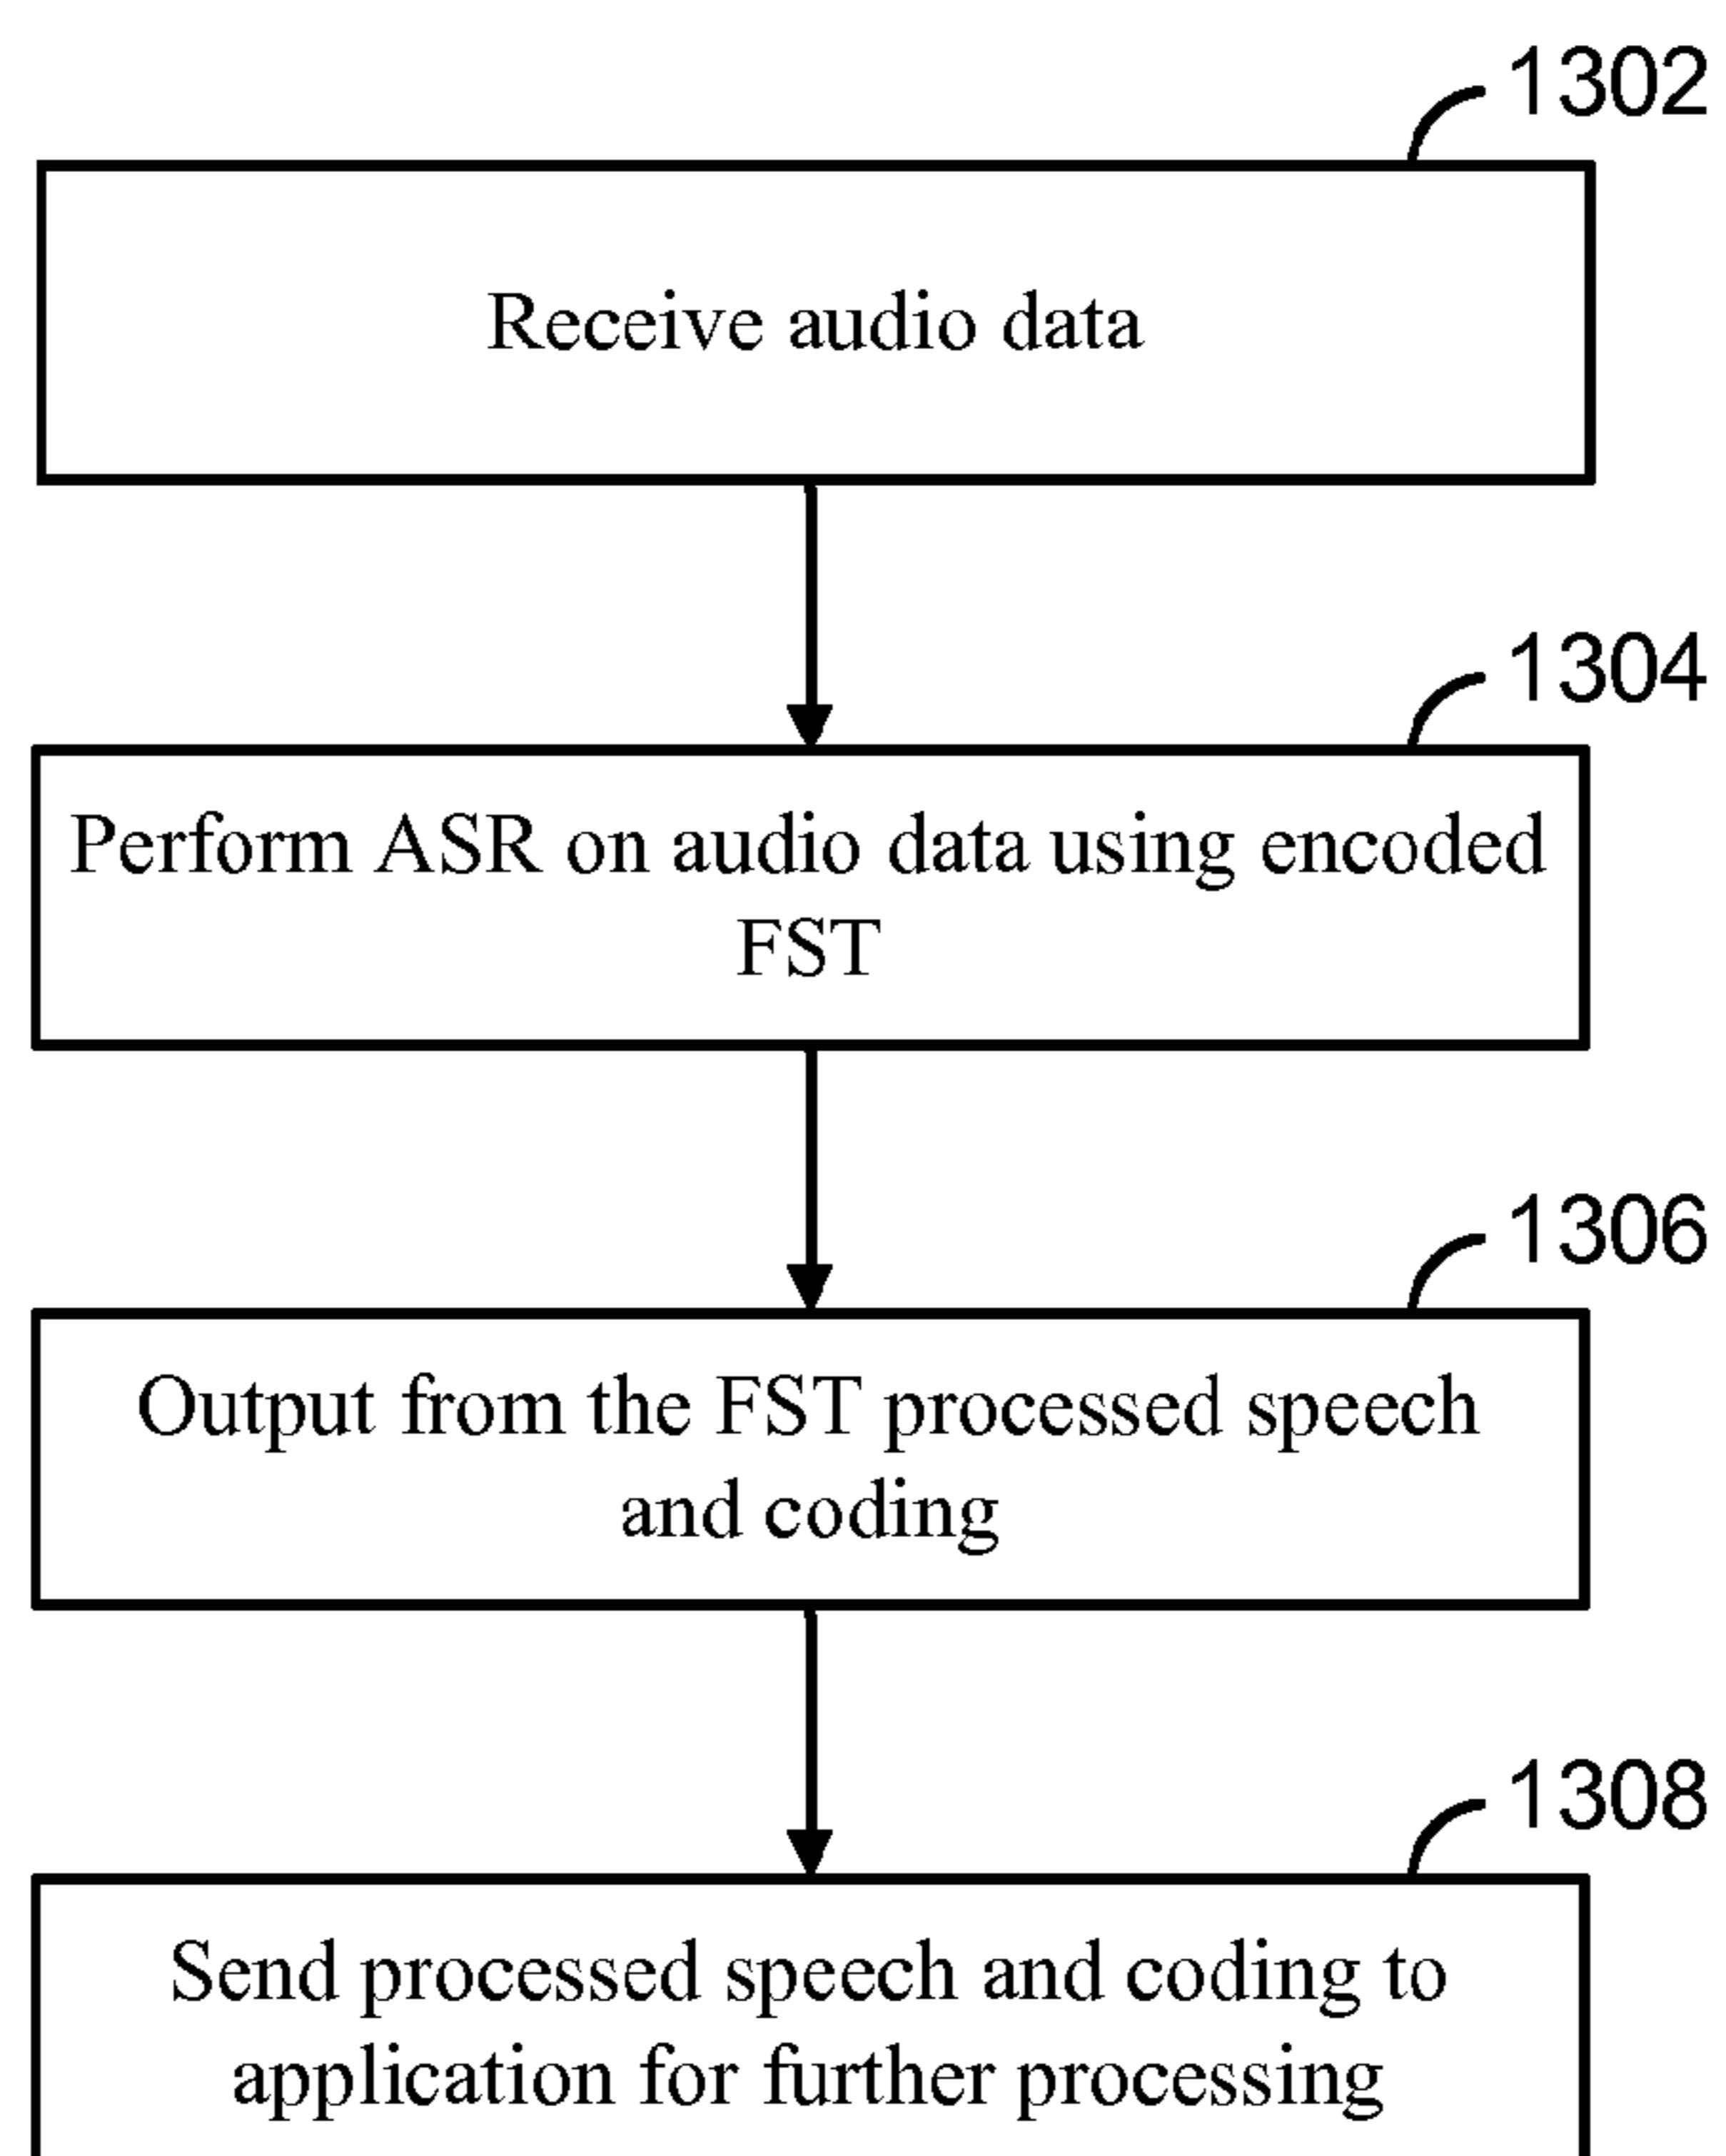 1302
Receive audio data
1304
Perform ASR on audio data using encoded
FST
1306
Output from the FST processed speech
and coding
1308
Send processed speech and coding to
application for further processing